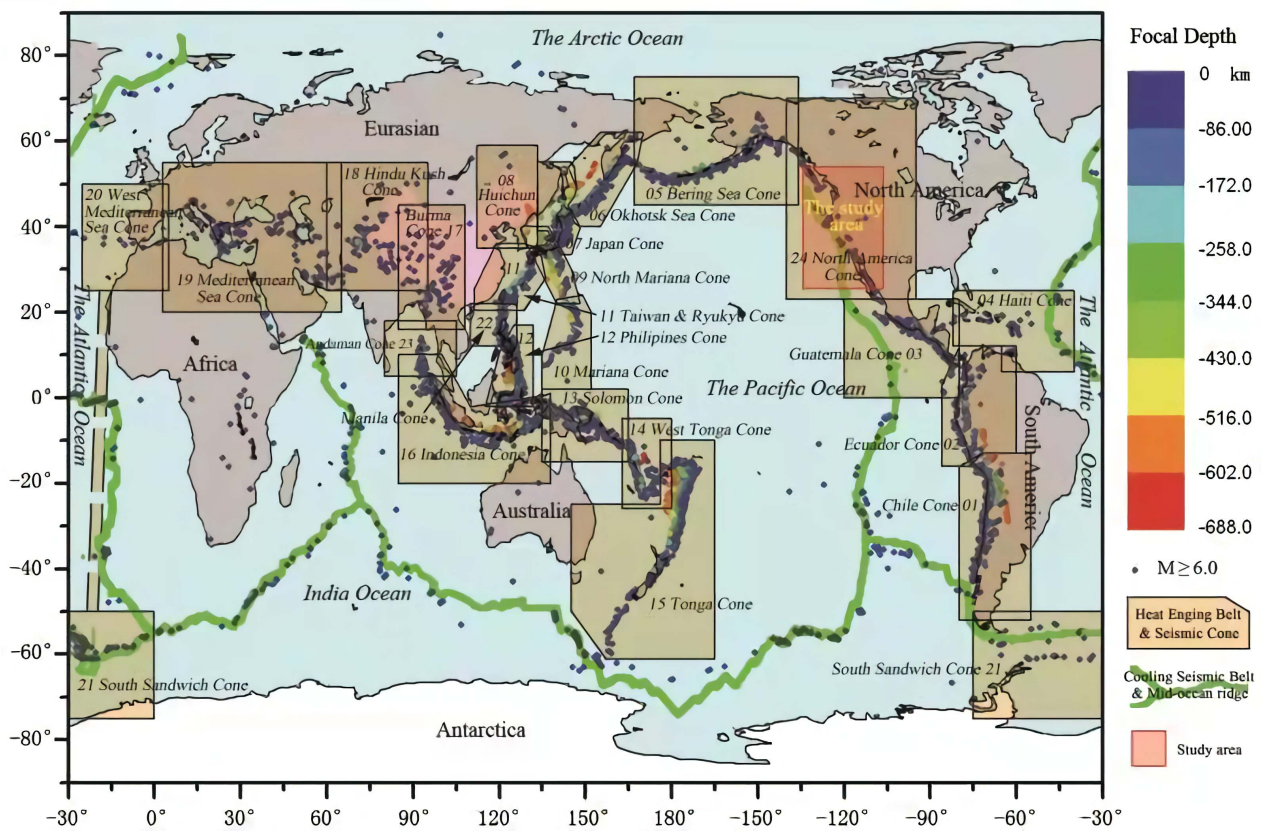 The Arctic Ocean
Focal Depth
0 km
-86.00
-172.0
-258.0
-344.0
-430.0
-516.0
-602.0
-688.0
M≥6.0
Heat Enging Belt
& Seismic Cone
Cooling Seismic Belt
& Mid-ocean ridge
Study area
80°
60°
40°
20°
0°
−20°
−40°
−60°
−80°
Eurasian
18 Hindu Kush
Cone
08
Huichun
Cone
05 Bering Sea Cone
North America
The study
area
24 North America
Cone
20 West
Mediterranean
Sea Cone
Burma
Cone 17
06 Okhotsk Sea Cone
07 Japan Cone
09 North Mariana Cone
19 Mediterranean
Sea Cone
11
11 Taiwan & Ryukyu Cone
12 Philipines Cone
04 Haiti Cone
The Atlantic
Ocean
The Atlantic
Ocean
22
12
Andaman Cone 23
Africa
10 Mariana Cone
Guatemala Cone 03
The Pacific Ocean
13 Solomon Cone
Manila Cone
14 West Tonga Cone
16 Indonesia Cone
Ecuador Cone 02
South America
Australia
Chile Cone 01
India Ocean
15 Tonga Cone
21 South Sandwich Cone
South Sandwich Cone 21
Antarctica
−30°
0°
30°
60°
90°
120°
150°
180°
−150°
−120°
−90°
−60°
−30°